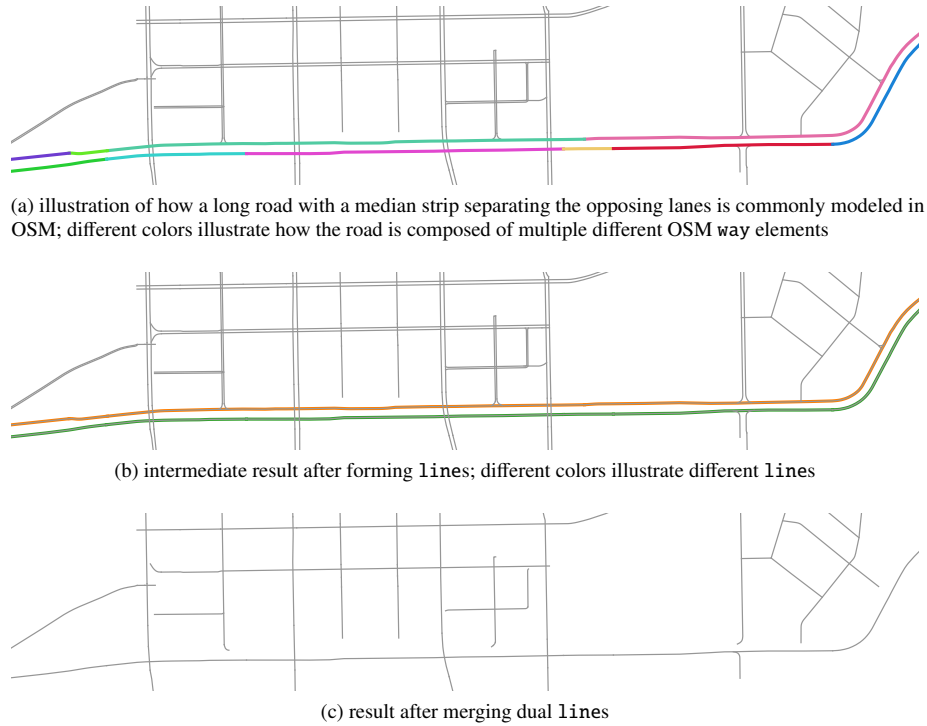 (a) illustration of how a long road with a median strip separating the opposing lanes is commonly modeled in
OSM; different colors illustrate how the road is composed of multiple different OSM way elements
(b) intermediate result after forming lines; different colors illustrate different lines
(c) result after merging dual lines